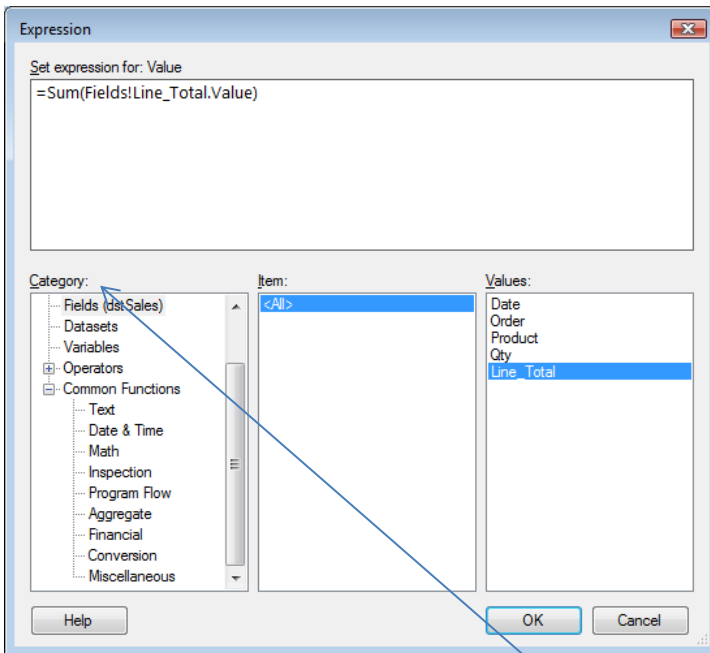 Expression
Set expression for: Value
=Sum(Fields!Line_Total.Value)
Category:
Item:
Values:
Fields (dstSales)
Datasets
Variables
Operators
Common Functions
Text
Date & Time
Math
Inspection
Program Flow
Aggregate
Financial
Conversion
Miscellaneous
<All>
Date
Order
Product
Qty
Line_Total
Help
OK
Cancel